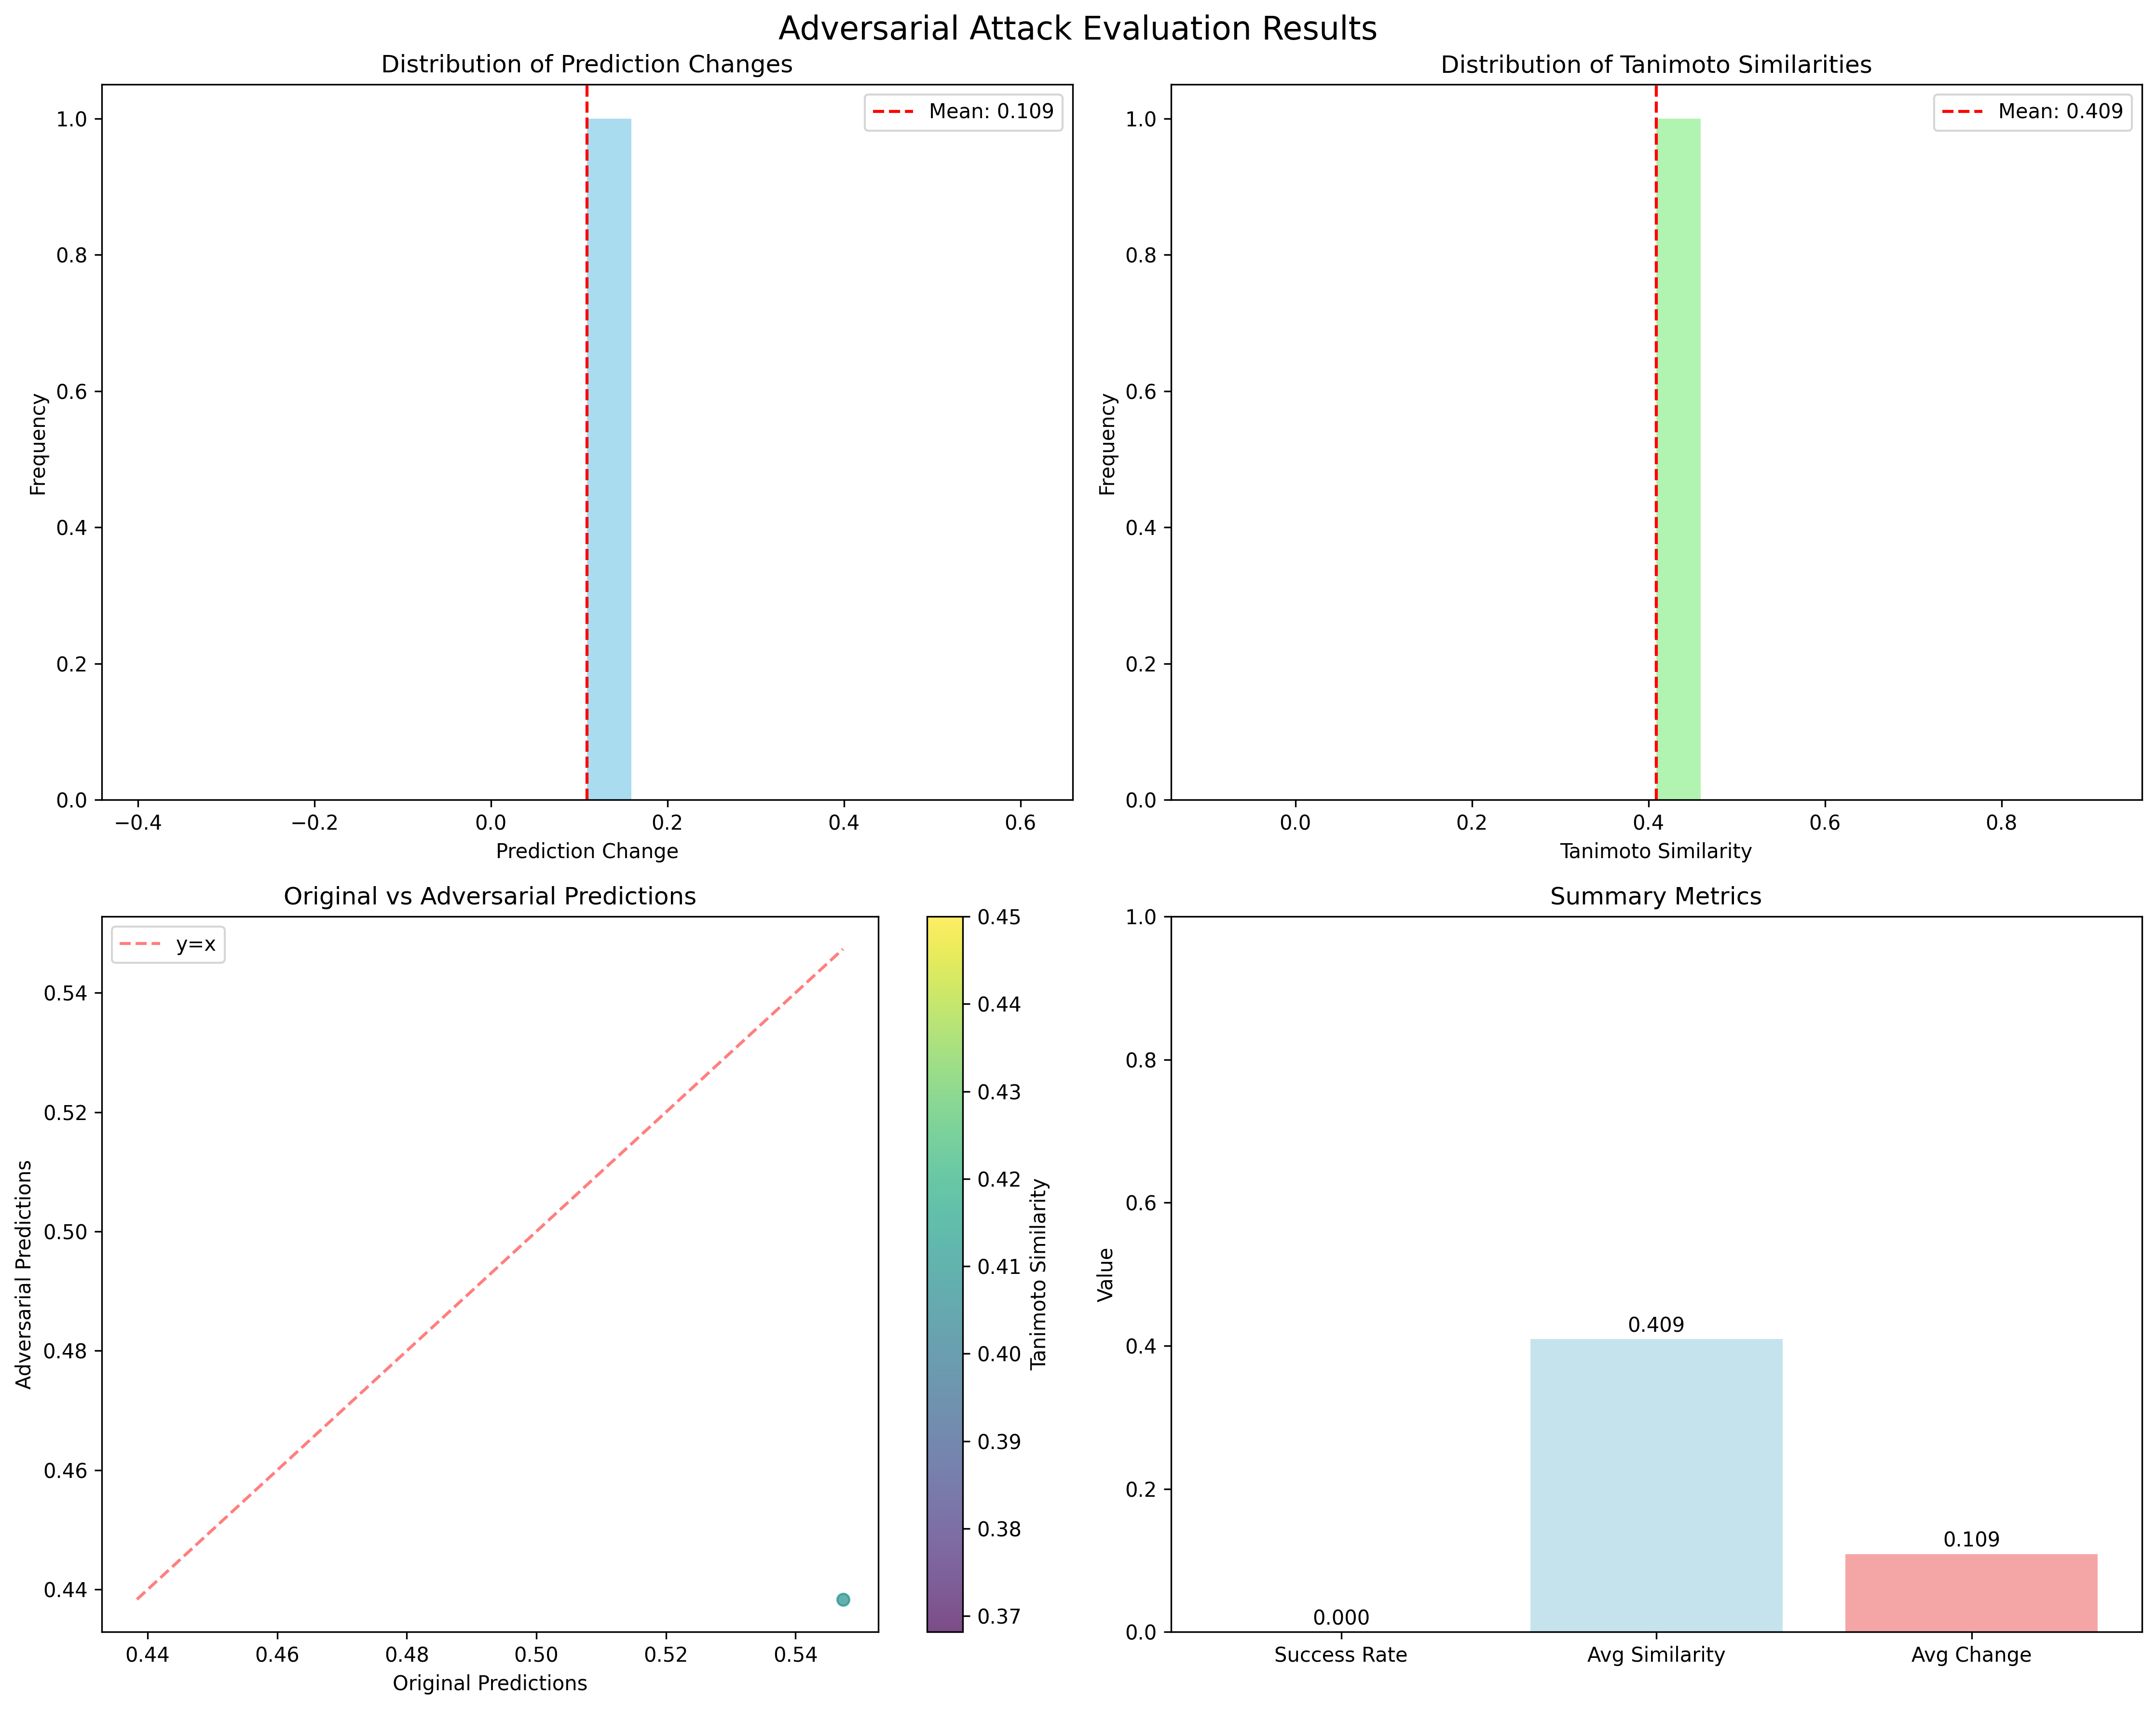 Adversarial Attack Evaluation Results
Distribution of Prediction Changes
Mean: 0.109
1.0
0.8
0.6
0.4
0.2
0.0
Frequency
−0.4 −0.2 0.0 0.2 0.4 0.6
Prediction Change
Distribution of Tanimoto Similarities
Mean: 0.409
1.0
0.8
0.6
0.4
0.2
0.0
Frequency
0.0 0.2 0.4 0.6 0.8
Tanimoto Similarity
Original vs Adversarial Predictions
y=x
0.54
0.52
0.50
0.48
0.46
0.44
Adversarial Predictions
0.44 0.46 0.48 0.50 0.52 0.54
Original Predictions
0.45
0.44
0.43
0.42
0.41
0.40
0.39
0.38
0.37
Tanimoto Similarity
Summary Metrics
1.0
0.8
0.6
0.4
0.2
0.0
Value
0.000
0.409
0.109
Success Rate Avg Similarity Avg Change